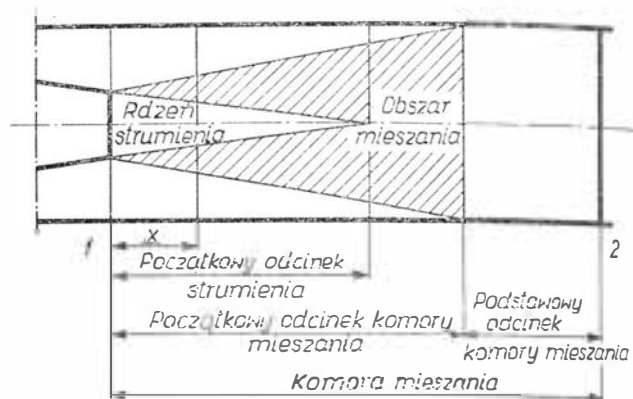 Rdzeń
strumienia
Obszar
mieszania
1
x
2
Początkowy odcinek
strumienia
Początkowy odcinek komory
mieszania
Podstawowy
odcinek
komory mieszania
Komora mieszania